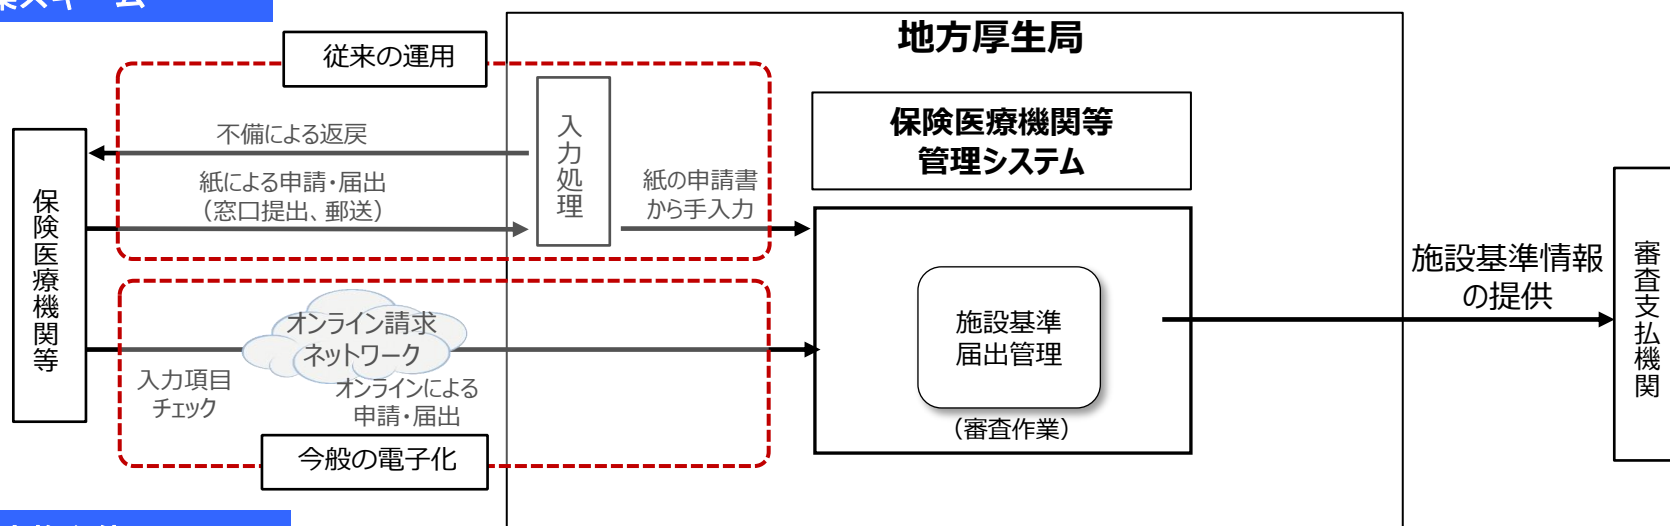 業スキーム
従来の運用
地方厚生局
不備による返戻
入力処理
保険医療機関等
管理システム
紙による申請・届出
（窓口提出、郵送）
紙の申請書
から手入力
保険医療機関等
オンライン請求
ネットワーク
入力項目
チェック
オンラインによる
申請・届出
今般の電子化
施設基準
届出管理
（審査作業）
施設基準情報
の提供
審査支払機関